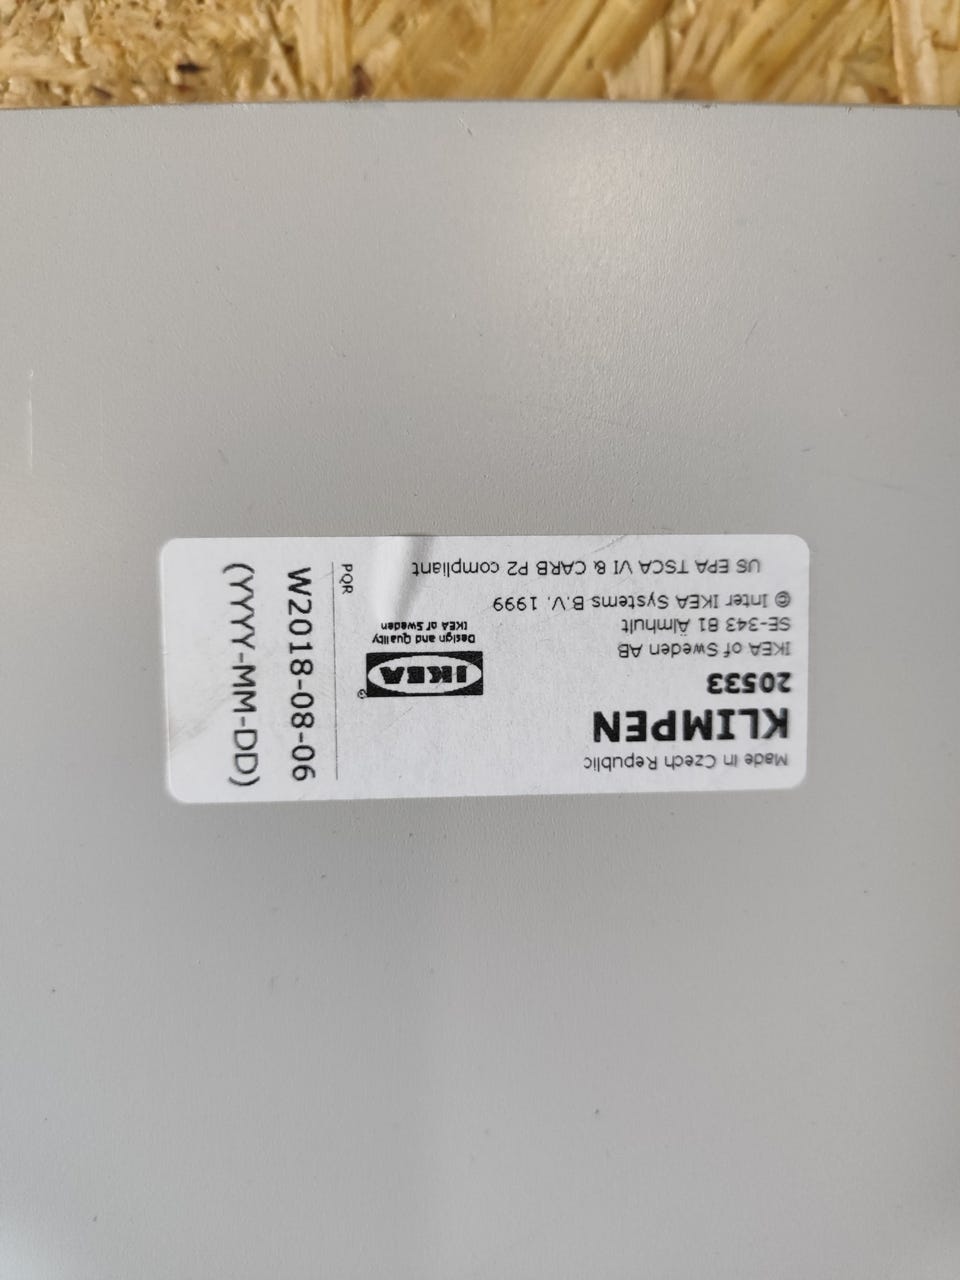 Made in Czech Republic
KLIMPEN
20533
IKEA of Sweden AB
SE-343 81 Älmhult
© Inter IKEA Systems B.V. 1999
US EPA TSCA VI & CARB P2 compliant
IKEA®
Design and Quality
IKEA of Sweden
PQR
W2018-08-06
(YYYY-MM-DD)